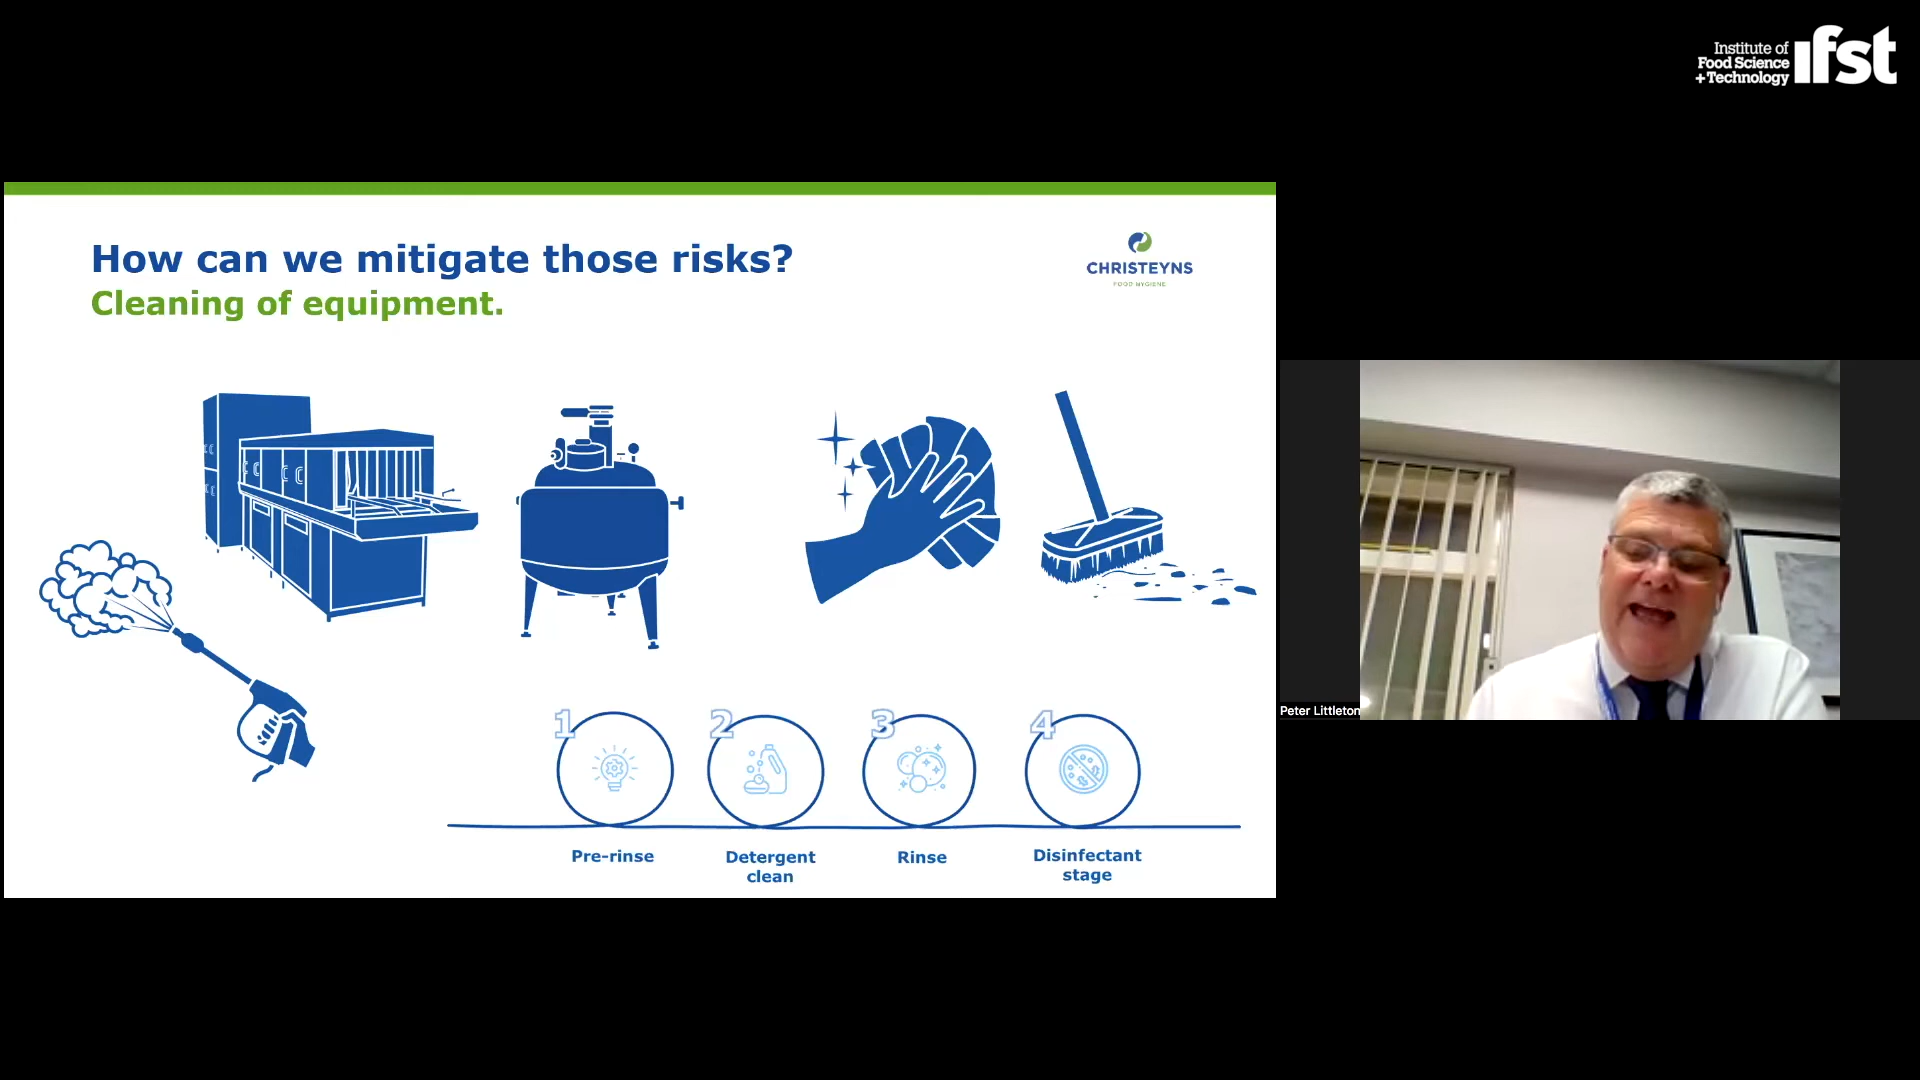 Institute of
Food Science
+Technology
ifst
How can we mitigate those risks?
Cleaning of equipment.
CHRISTEYNS
FOOD HYGIENE
Peter Littleton
1
2
3
4
Pre-rinse
Detergent
clean
Rinse
Disinfectant
stage